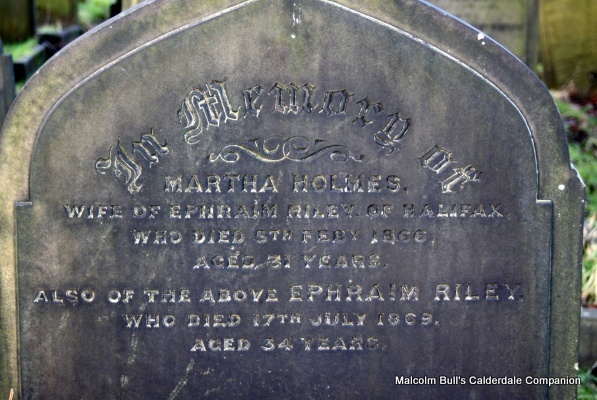 In Memory of
MARTHA HOLMES.
WIFE OF EPHRAIM RILEY, OF HALIFAX,
WHO DIED 5TH FEBY 1866,
AGED 31 YEARS.
ALSO OF THE ABOVE EPHRAIM RILEY,
WHO DIED 17TH JULY 1869,
AGED 34 YEARS.
Malcolm Bull's Calderdale Companion